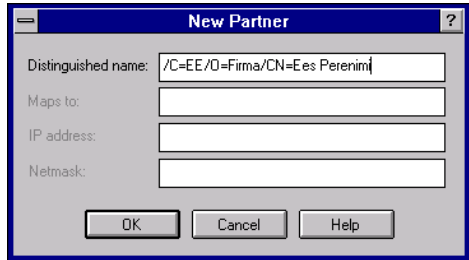 New Partner ?
Distinguished name: /C=EE/O=Firma/CN=Ees Perenimi
Maps to:
IP address:
Netmask:
OK Cancel Help